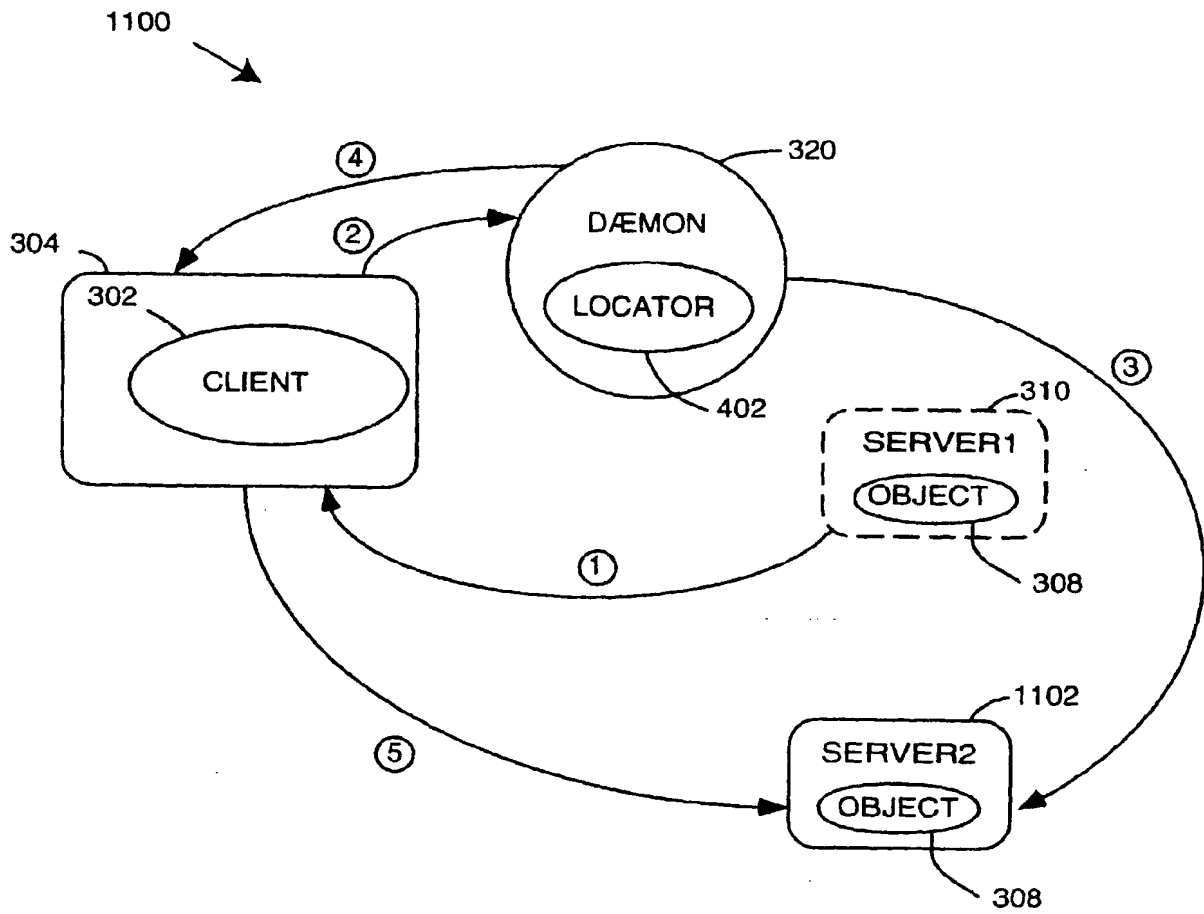 1100
4
320
DÆMON
2
304
302
LOCATOR
CLIENT
3
402
310
SERVER1
OBJECT
1
308
1102
5
SERVER2
OBJECT
308